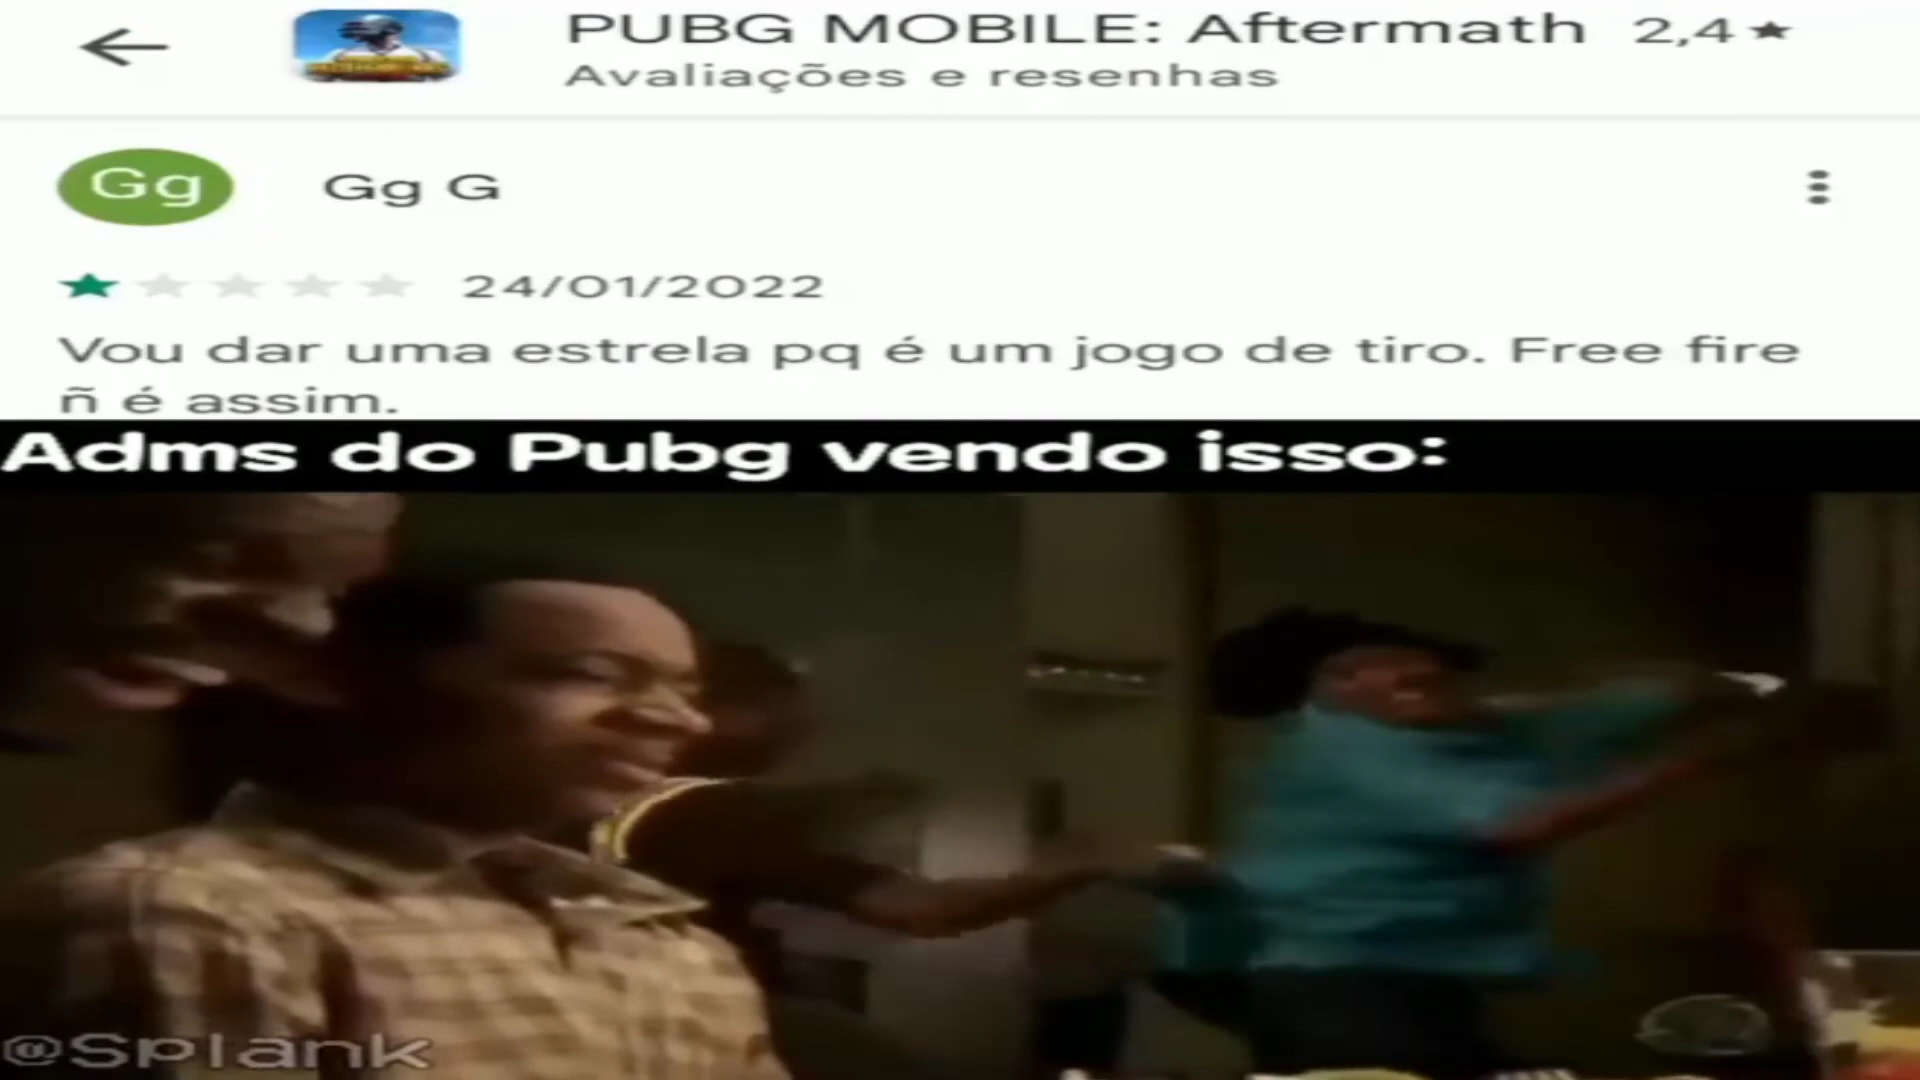 PUBG MOBILE: Aftermath 2,4★
Avaliações e resenhas
Gg
Gg G
24/01/2022
Vou dar uma estrela pq é um jogo de tiro. Free fire
ñ é assim.
Adms do Pubg vendo isso:
@Splank